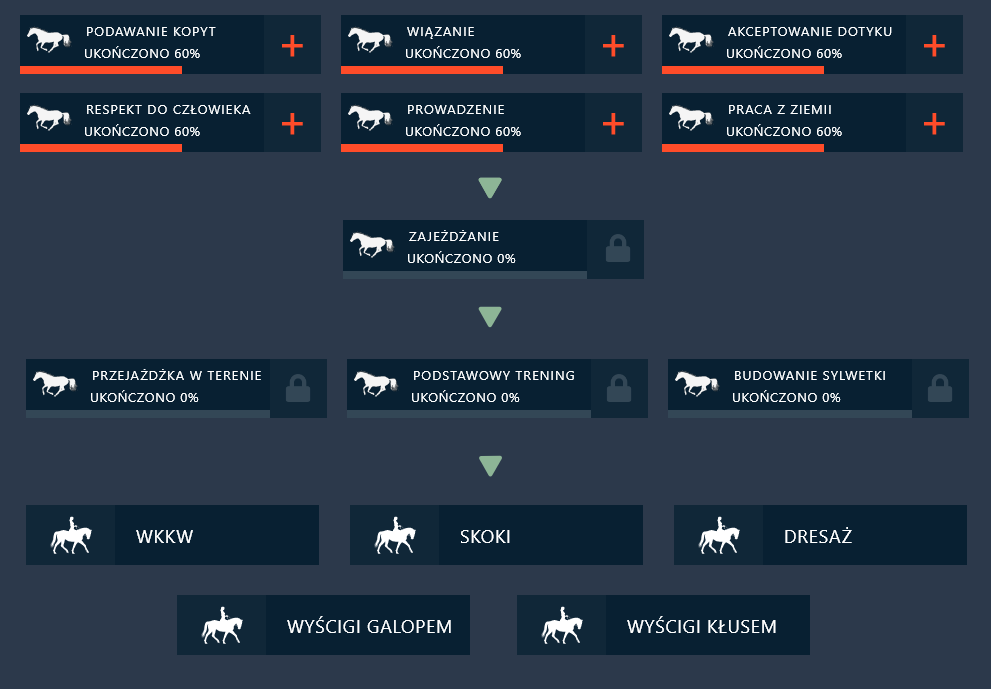 PODAWANIE KOPYT
UKOŃCZONO 60%
WIĄZANIE
UKOŃCZONO 60%
AKCEPTOWANIE DOTYKU
UKOŃCZONO 60%
RESPEKT DO CZŁOWIEKA
UKOŃCZONO 60%
PROWADZENIE
UKOŃCZONO 60%
PRACA Z ZIEMII
UKOŃCZONO 60%
ZAJEŹDŻANIE
UKOŃCZONO 0%
PRZEJAŻDŻKA W TERENIE
UKOŃCZONO 0%
PODSTAWOWY TRENING
UKOŃCZONO 0%
BUDOWANIE SYLWETKI
UKOŃCZONO 0%
WKKW
SKOKI
DRESAŻ
WYŚCIGI GALOPEM
WYŚCIGI KŁUSEM